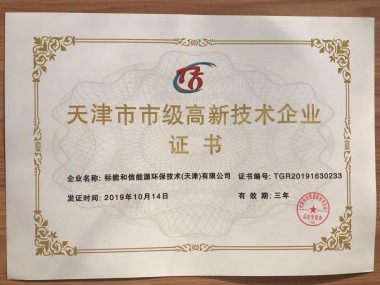 天津市市级高新技术企业
证书
企业名称: 标能和信能源环保技术(天津)有限公司 证书编号: TGR20191630233
发证时间: 2019年10月14日 有效期: 三年